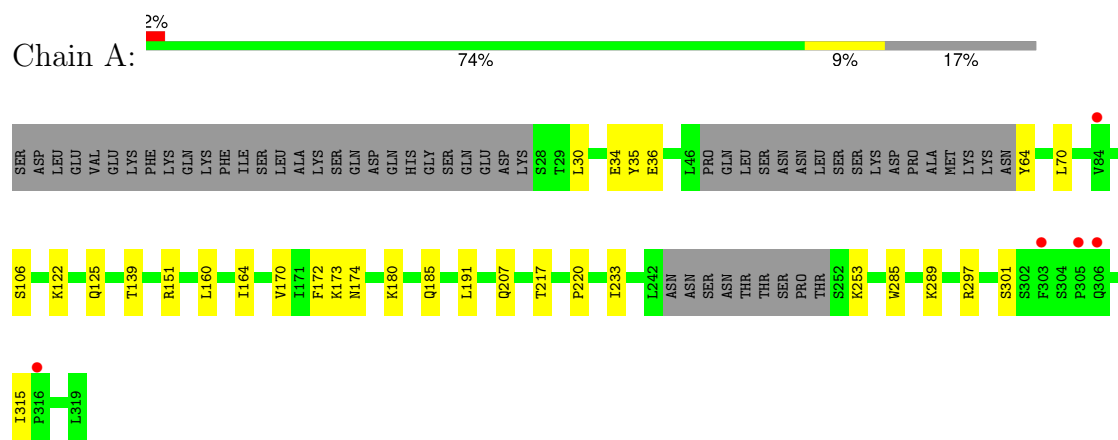 2%
Chain A:
74% 9% 17%
SER ASP LEU GLU VAL GLU LYS PHE LYS GLN LYS PHE ILE SER LEU ALA LYS SER GLN ASP GLN HIS GLY SER GLN GLU ASP LYS S28 T29 L30 E34 Y35 E36 L46 PRO GLN LEU SER ASN ASN LEU SER SER LYS ASP PRO ALA MET LYS LYS ASN Y64 L70 V84
S106 K122 Q125 T139 R151 L160 I164 V170 I171 F172 K173 N174 K180 Q185 L191 Q207 T217 P220 I233 L242 ASN ASN SER ASN THR THR SER PRO THR S252 K253 W285 K289 R297 S301 S302 F303 S304 P305 Q306
I315 P316 L319